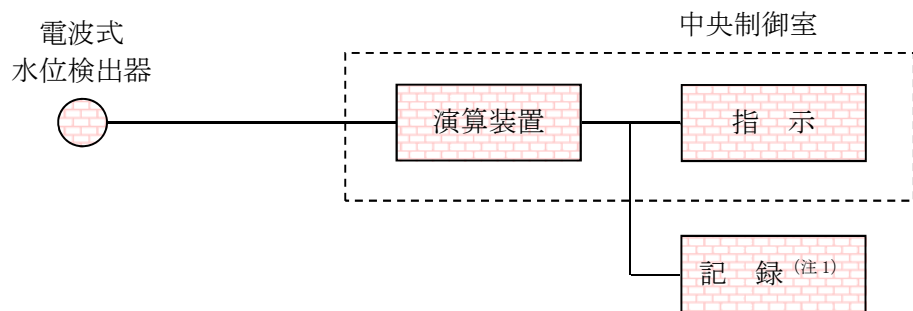 電波式
水位検出器
中央制御室
演算装置
指　示
記　録（注1）